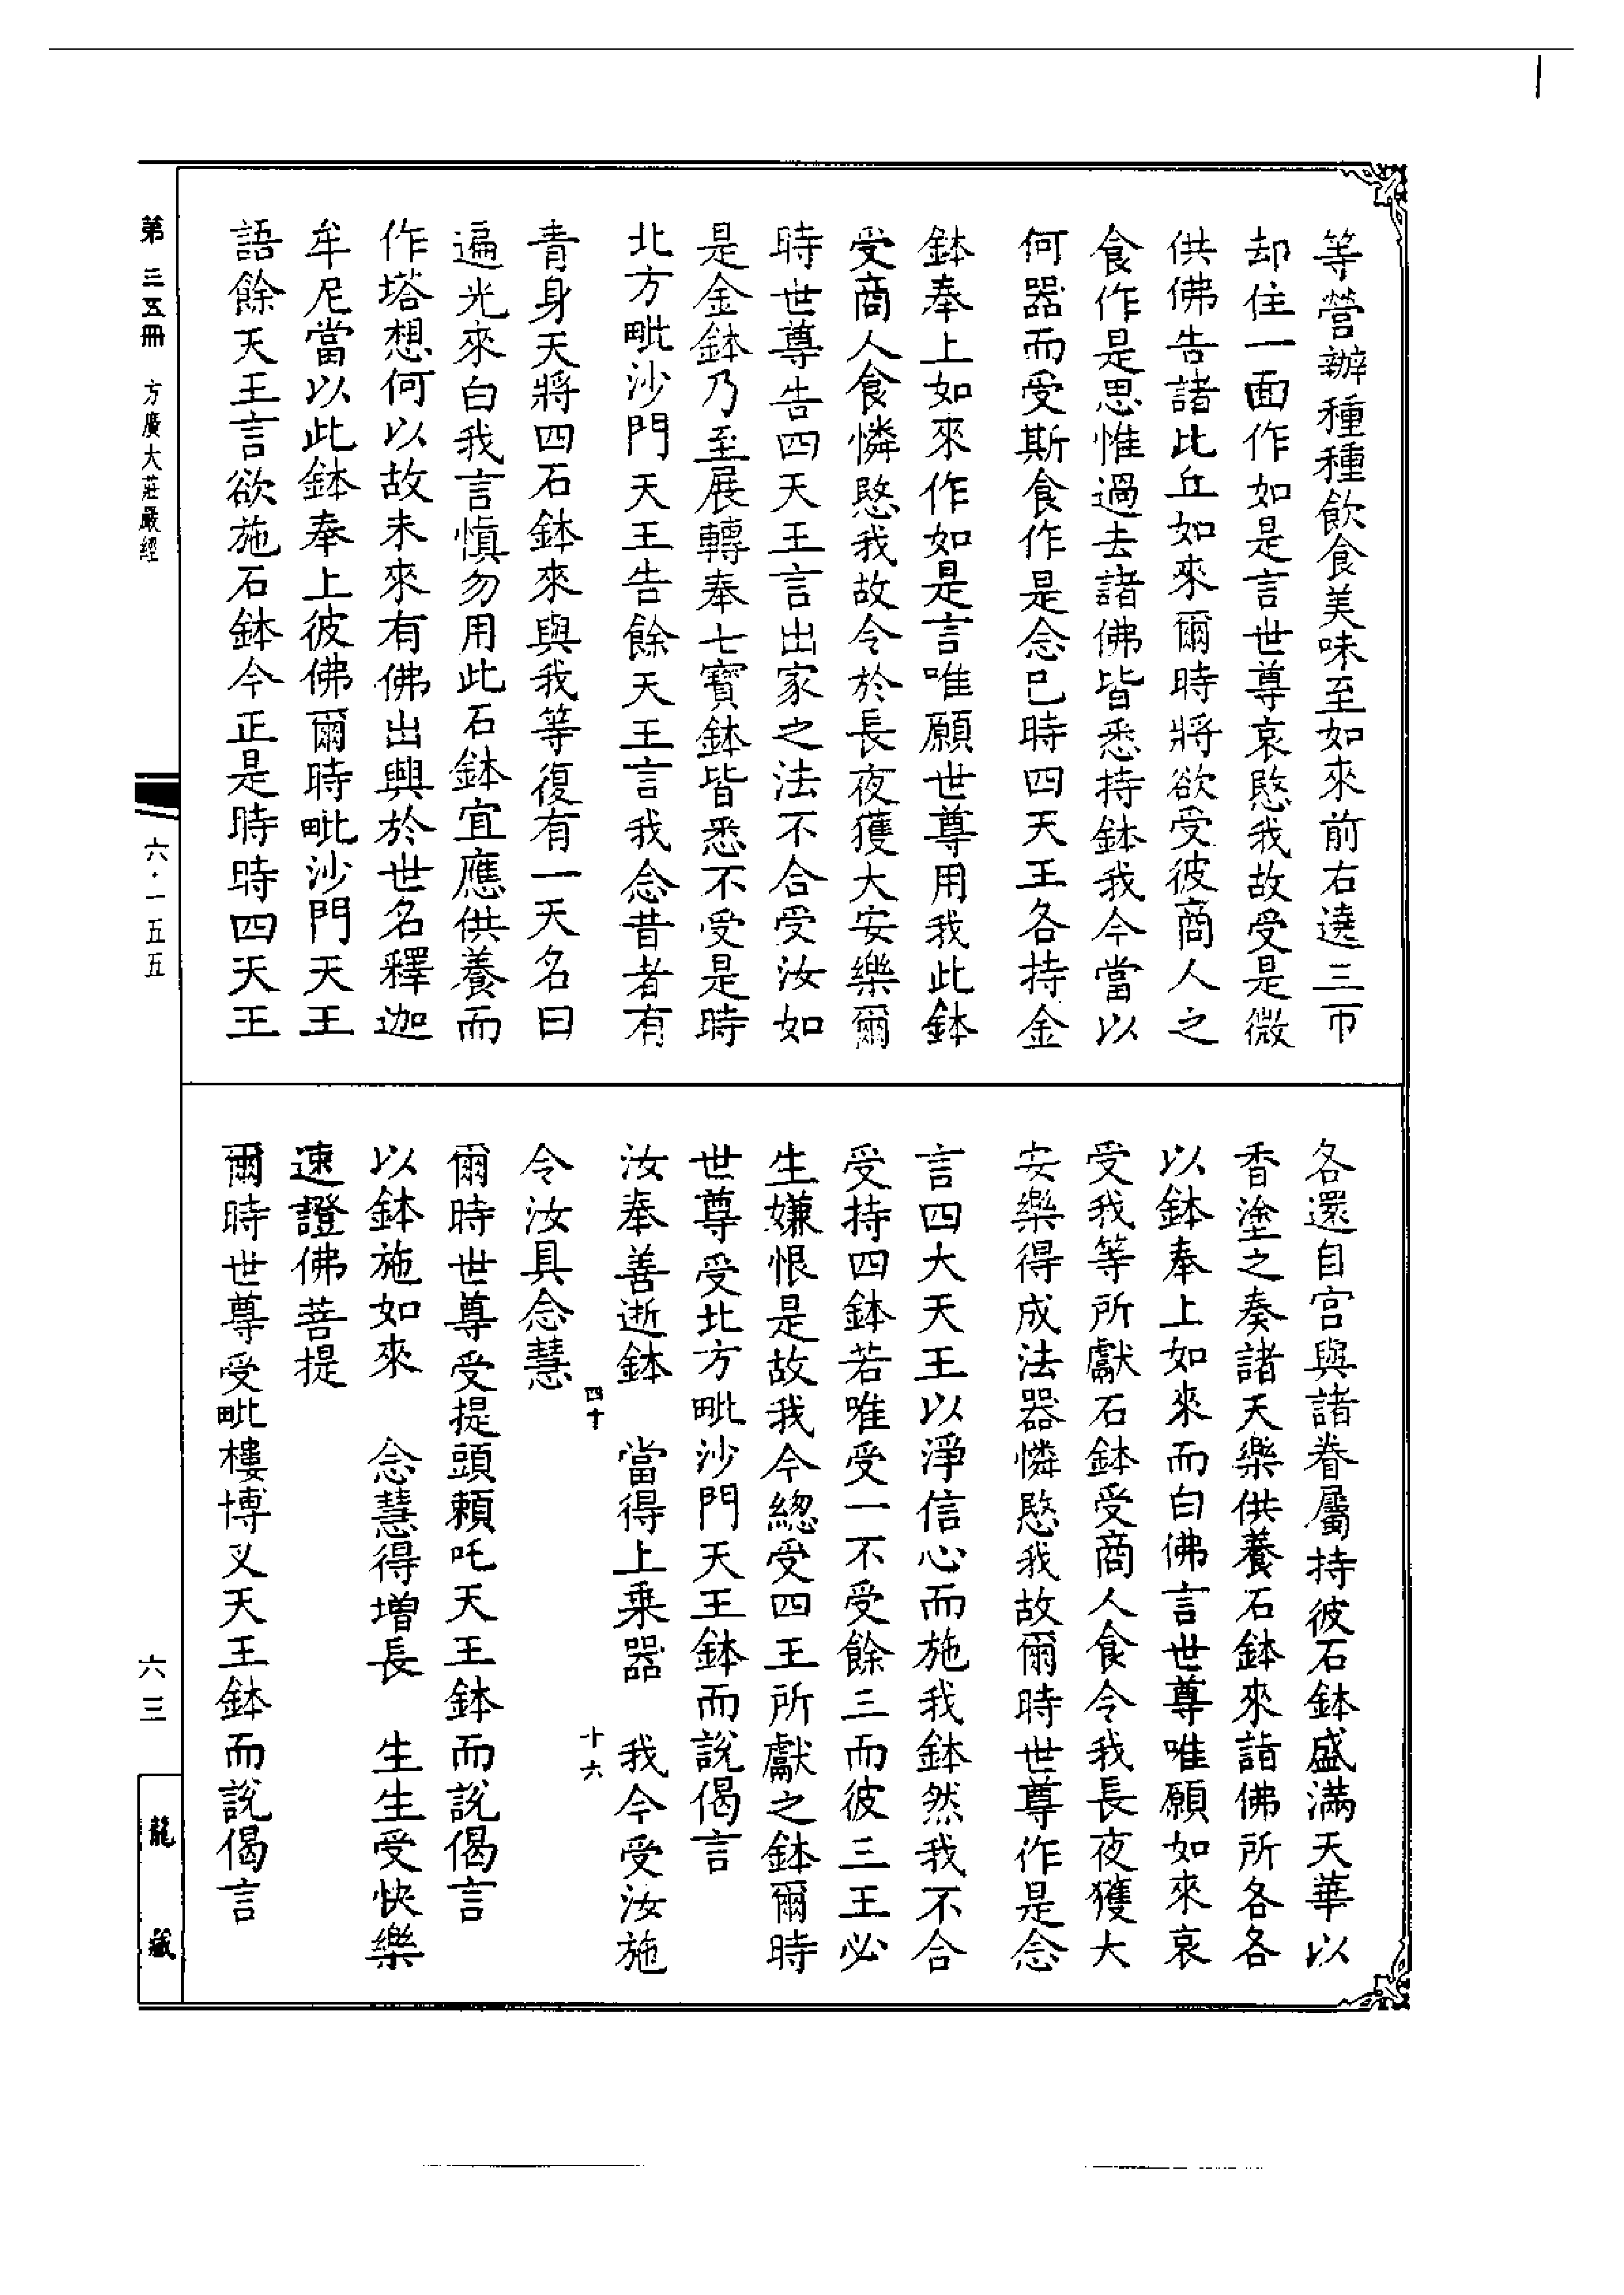 等營辦種種飲食美味至如來前右遶三帀
却住一面作如是言世尊哀愍我故受是微
供佛告諸比丘如來爾時將欲受彼商人之
食作是思惟過去諸佛皆悉持鉢我今當以
何器而受斯食作是念已時四天王各持金
鉢奉上如來作如是言唯願世尊用我此鉢
受商人食憐愍我故令於長夜獲大安樂爾
時世尊告四天王言出家之法不合受汝如
是金鉢乃至展轉奉七寶鉢皆悉不受是時
北方毗沙門天王告餘天王言我念昔者有
青身天將四石鉢來與我等復有一天名曰
遍光來白我言慎勿用此石鉢宜應供養而
作塔想何以故未來有佛出興於世名釋迦
牟尼當以此鉢奉上彼佛爾時毗沙門天王
語餘天王言欲施石鉢今正是時時四天王
各還自宮與諸眷屬持彼石鉢盛滿天華以
香塗之奏諸天樂供養石鉢來詣佛所各各
以鉢奉上如來而白佛言世尊唯願如來哀
受我等所獻石鉢受商人食令我長夜獲大
安樂得成法器憐愍我故爾時世尊作是念
言四大天王以淨信心而施我鉢然我不合
受持四鉢若唯受一不受餘三而彼三王必
生嫌恨是故我今緫受四王所獻之鉢爾時
世尊受北方毗沙門天王鉢而說偈言
汝奉善逝鉢　當得上乘器　我今受汝施
四十　十六
令汝具念慧
爾時世尊受提頭賴吒天王鉢而說偈言
以鉢施如來　念慧得增長　生生受快樂
速證佛菩提
爾時世尊受毗樓博叉天王鉢而說偈言
第三五冊　方廣大莊嚴經
六·一五五
六三
龍藏